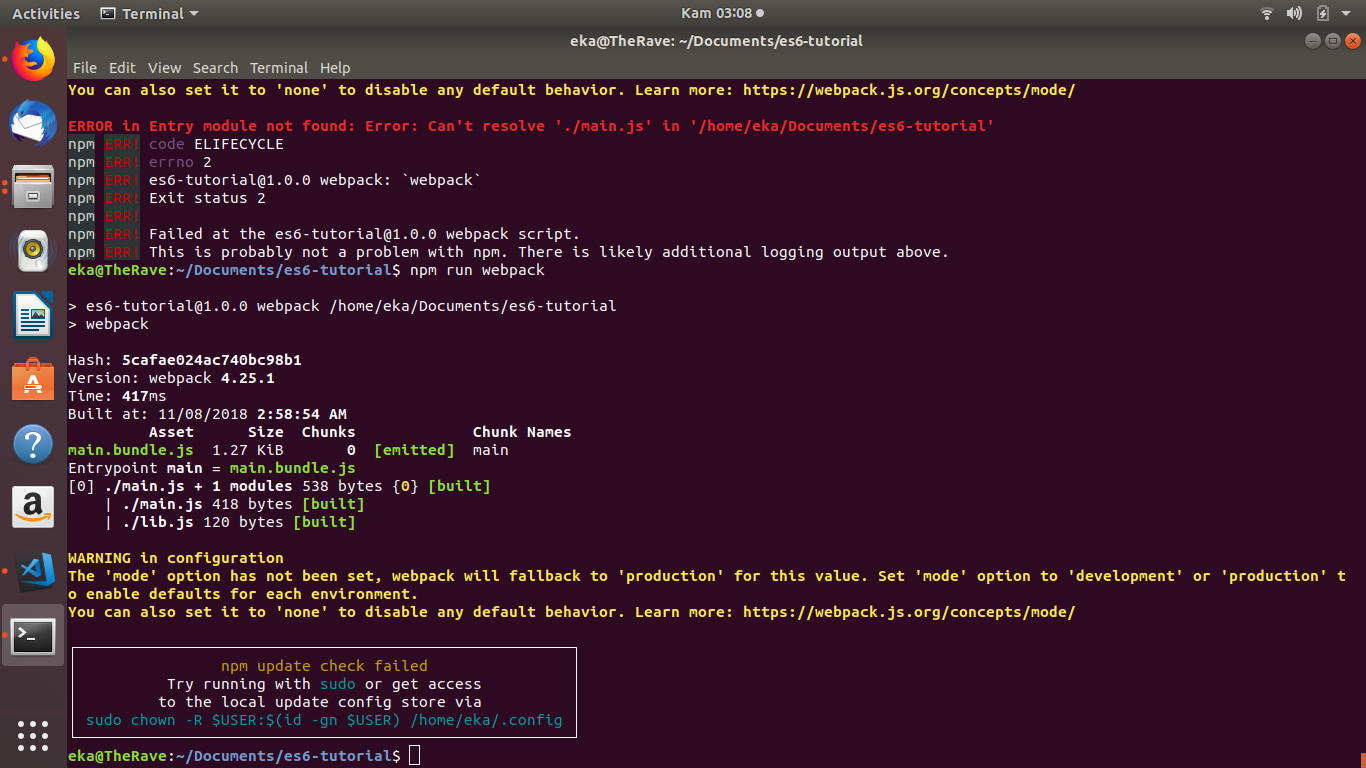 Activities Terminal Kam 03:08
eka@TheRave: ~/Documents/es6-tutorial
File Edit View Search Terminal Help
You can also set it to 'none' to disable any default behavior. Learn more: https://webpack.js.org/concepts/mode/
ERROR in Entry module not found: Error: Can't resolve './main.js' in '/home/eka/Documents/es6-tutorial'
npm ERR! code ELIFECYCLE
npm ERR! errno 2
npm ERR! es6-tutorial@1.0.0 webpack: `webpack`
npm ERR! Exit status 2
npm ERR!
npm ERR! Failed at the es6-tutorial@1.0.0 webpack script.
npm ERR! This is probably not a problem with npm. There is likely additional logging output above.
eka@TheRave:~/Documents/es6-tutorial$ npm run webpack
> es6-tutorial@1.0.0 webpack /home/eka/Documents/es6-tutorial
> webpack
Hash: 5cafae024ac740bc98b1
Version: webpack 4.25.1
Time: 417ms
Built at: 11/08/2018 2:58:54 AM
Asset Size Chunks Chunk Names
main.bundle.js 1.27 KiB 0 [emitted] main
Entrypoint main = main.bundle.js
[0] ./main.js + 1 modules 538 bytes {0} [built]
| ./main.js 418 bytes [built]
| ./lib.js 120 bytes [built]
WARNING in configuration
The 'mode' option has not been set, webpack will fallback to 'production' for this value. Set 'mode' option to 'development' or 'production' t
o enable defaults for each environment.
You can also set it to 'none' to disable any default behavior. Learn more: https://webpack.js.org/concepts/mode/
npm update check failed
Try running with sudo or get access
to the local update config store via
sudo chown -R $USER:$(id -gn $USER) /home/eka/.config
eka@TheRave:~/Documents/es6-tutorial$